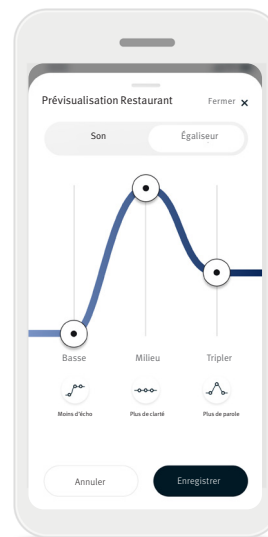 Prévisualisation Restaurant Fermer ×
Son Égaliseur
Basse Milieu Tripler
Moins d'écho Plus de clarté Plus de parole
Annuler Enregistrer